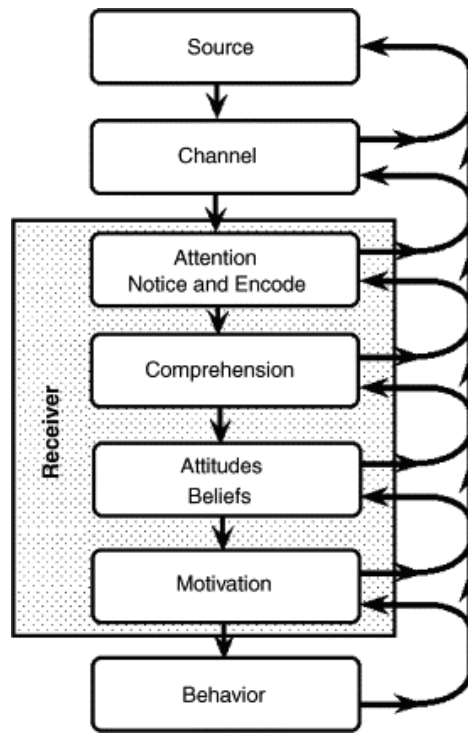 Source
Channel
Attention
Notice and Encode
Comprehension
Receiver
Attitudes
Beliefs
Motivation
Behavior